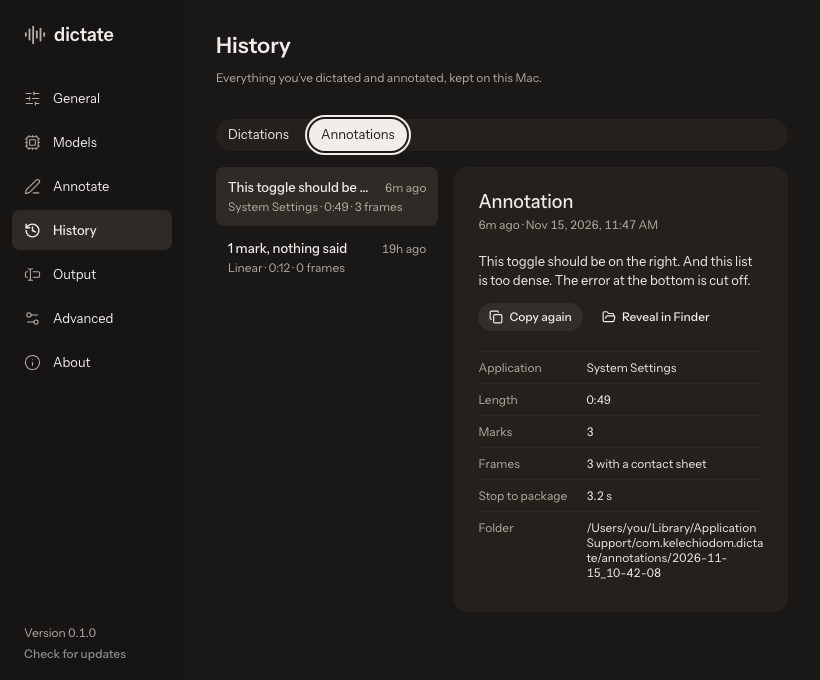 dictate
General
Models
Annotate
History
Output
Advanced
About
Version 0.1.0
Check for updates
History
Everything you've dictated and annotated, kept on this Mac.
Dictations
Annotations
This toggle should be ... 6m ago
System Settings · 0:49 · 3 frames
1 mark, nothing said 19h ago
Linear · 0:12 · 0 frames
Annotation
6m ago · Nov 15, 2026, 11:47 AM
This toggle should be on the right. And this list
is too dense. The error at the bottom is cut off.
Copy again
Reveal in Finder
Application System Settings
Length 0:49
Marks 3
Frames 3 with a contact sheet
Stop to package 3.2 s
Folder /Users/you/Library/Application
Support/com.kelechiodom.dicta
te/annotations/2026-11-
15_10-42-08